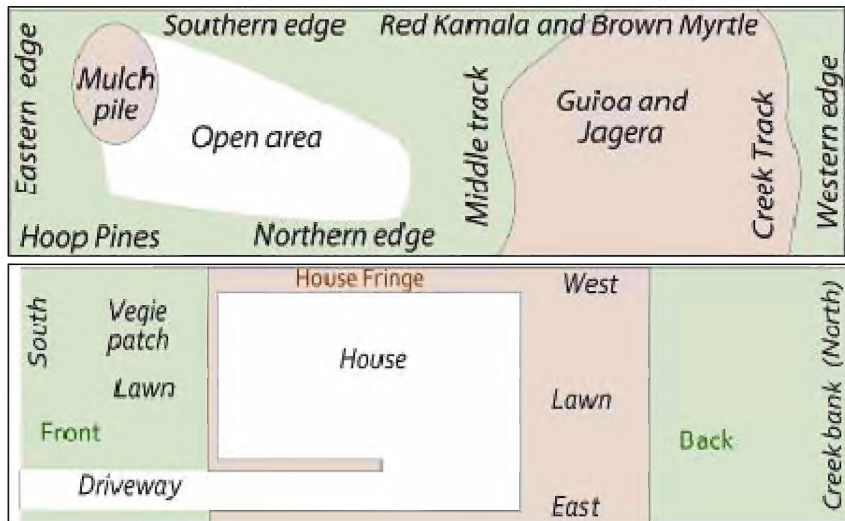 Southern edge
Red Kamala and Brown Myrtle
Eastern edge
Mulch
pile
Open area
Middle track
Guioa and
Jagera
Creek Track
Western edge
Hoop Pines
Northern edge
House Fringe
West
South
Vegie
patch
House
Lawn
Lawn
Front
Back
Creek bank (North)
Driveway
East